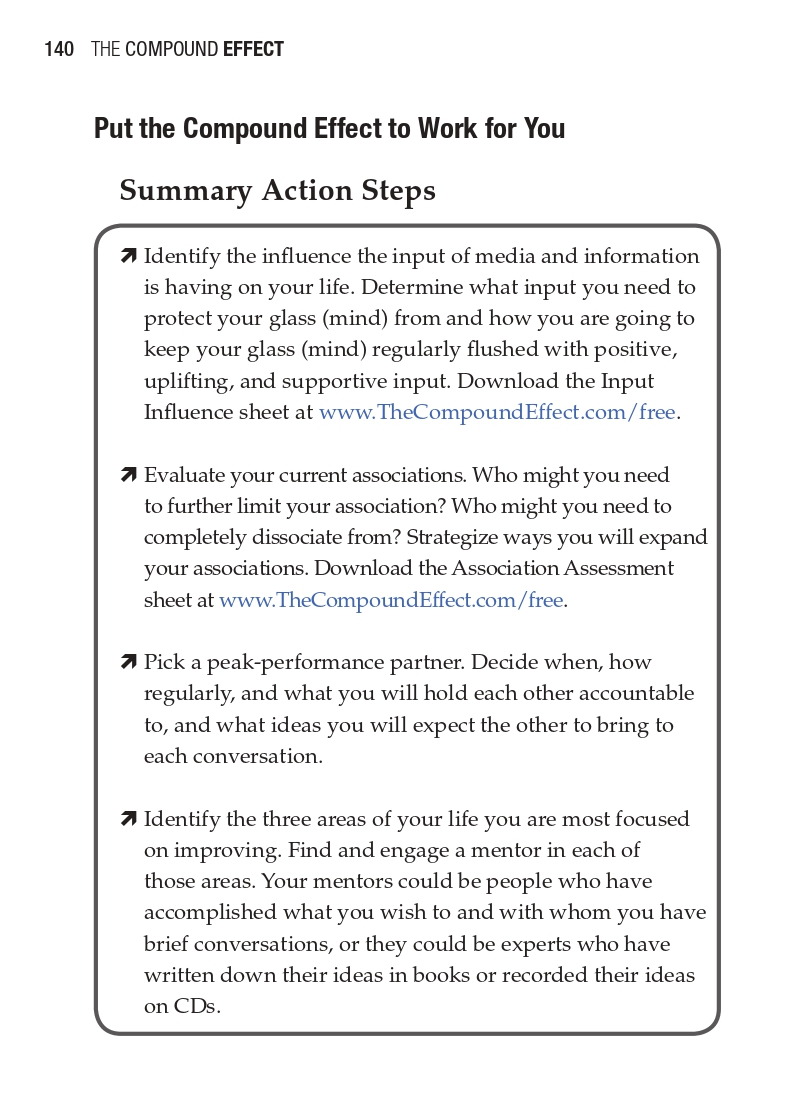 140 THE COMPOUND EFFECT
Put the Compound Effect to Work for You
Summary Action Steps
Identify the influence the input of media and information
is having on your life. Determine what input you need to
protect your glass (mind) from and how you are going to
keep your glass (mind) regularly flushed with positive,
uplifting, and supportive input. Download the Input
Influence sheet at www.TheCompoundEffect.com/free.
Evaluate your current associations. Who might you need
to further limit your association? Who might you need to
completely dissociate from? Strategize ways you will expand
your associations. Download the Association Assessment
sheet at www.TheCompoundEffect.com/free.
Pick a peak-performance partner. Decide when, how
regularly, and what you will hold each other accountable
to, and what ideas you will expect the other to bring to
each conversation.
Identify the three areas of your life you are most focused
on improving. Find and engage a mentor in each of
those areas. Your mentors could be people who have
accomplished what you wish to and with whom you have
brief conversations, or they could be experts who have
written down their ideas in books or recorded their ideas
on CDs.